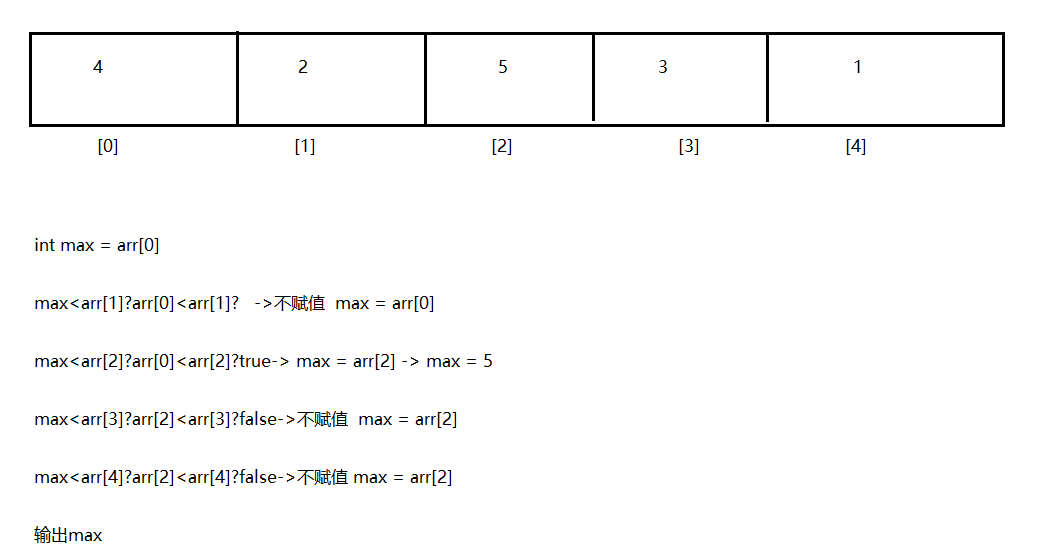 4 2 5 3 1
[0] [1] [2] [3] [4]
int max = arr[0]
max<arr[1]?arr[0]<arr[1]?   ->不赋值  max = arr[0]
max<arr[2]?arr[0]<arr[2]?true-> max = arr[2] -> max = 5
max<arr[3]?arr[2]<arr[3]?false->不赋值  max = arr[2]
max<arr[4]?arr[2]<arr[4]?false->不赋值 max = arr[2]
输出max